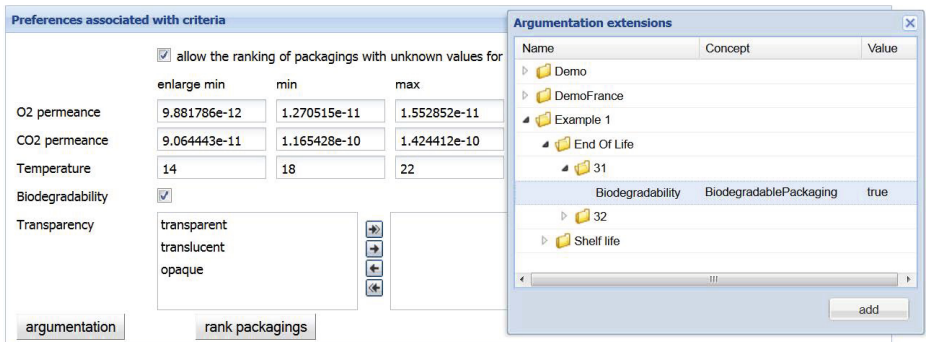 Preferences associated with criteria
allow the ranking of packagings with unknown values for
enlarge min min max
O2 permeance 9.881786e-12 1.270515e-11 1.552852e-11
CO2 permeance 9.064443e-11 1.165428e-10 1.424412e-10
Temperature 14 18 22
Biodegradability
Transparency transparent
translucent
opaque
argumentation rank packagings
Argumentation extensions
Name Concept Value
Demo
DemoFrance
Example 1
End Of Life
31
Biodegradability BiodegradablePackaging true
32
Shelf life
add